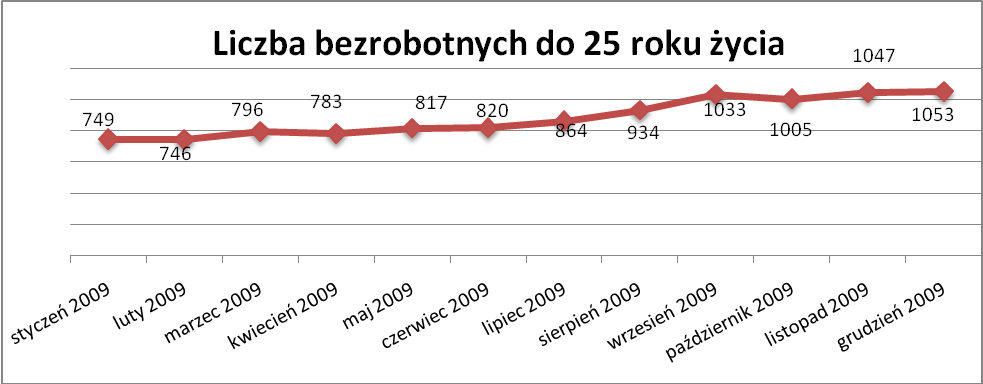 Liczba bezrobotnych do 25 roku życia
749
746
796
783
817
820
864
934
1033
1005
1047
1053
styczeń 2009
luty 2009
marzec 2009
kwiecień 2009
maj 2009
czerwiec 2009
lipiec 2009
sierpień 2009
wrzesień 2009
październik 2009
listopad 2009
grudzień 2009